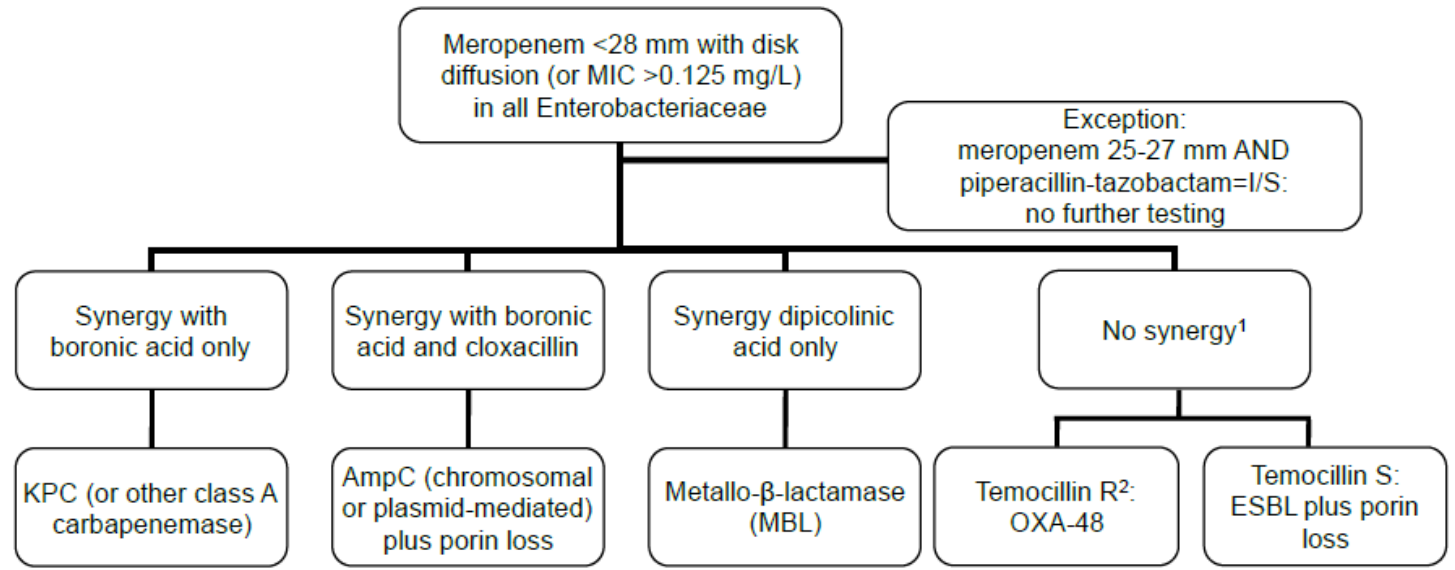 Meropenem <28 mm with disk
diffusion (or MIC >0.125 mg/L)
in all Enterobacteriaceae
Exception:
meropenem 25-27 mm AND
piperacillin-tazobactam=I/S:
no further testing
Synergy with
boronic acid only
Synergy with boronic
acid and cloxacillin
Synergy dipicolinic
acid only
No synergy¹
KPC (or other class A
carbapenemase)
AmpC (chromosomal
or plasmid-mediated)
plus porin loss
Metallo-β-lactamase
(MBL)
Temocillin R²:
OXA-48
Temocillin S:
ESBL plus porin
loss